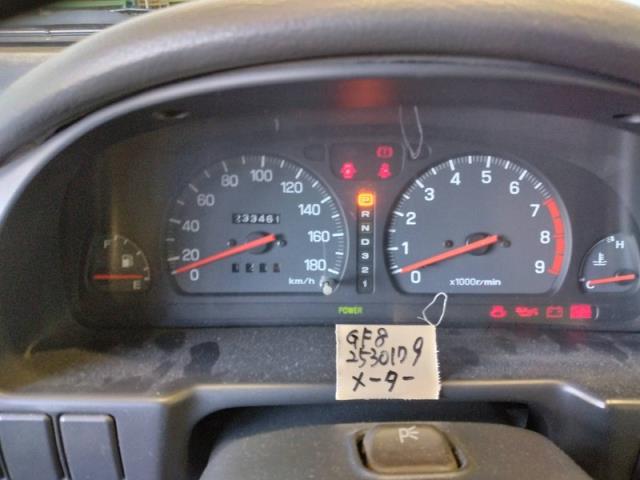 20 40 60 80 100 120 140 160 180 0
km/h
233461
F
E
P
R
N
D
3
2
1
0 1 2 3 4 5 6 7 8 9
x1000r/min
H
C
POWER
GF8
2530179
メーター